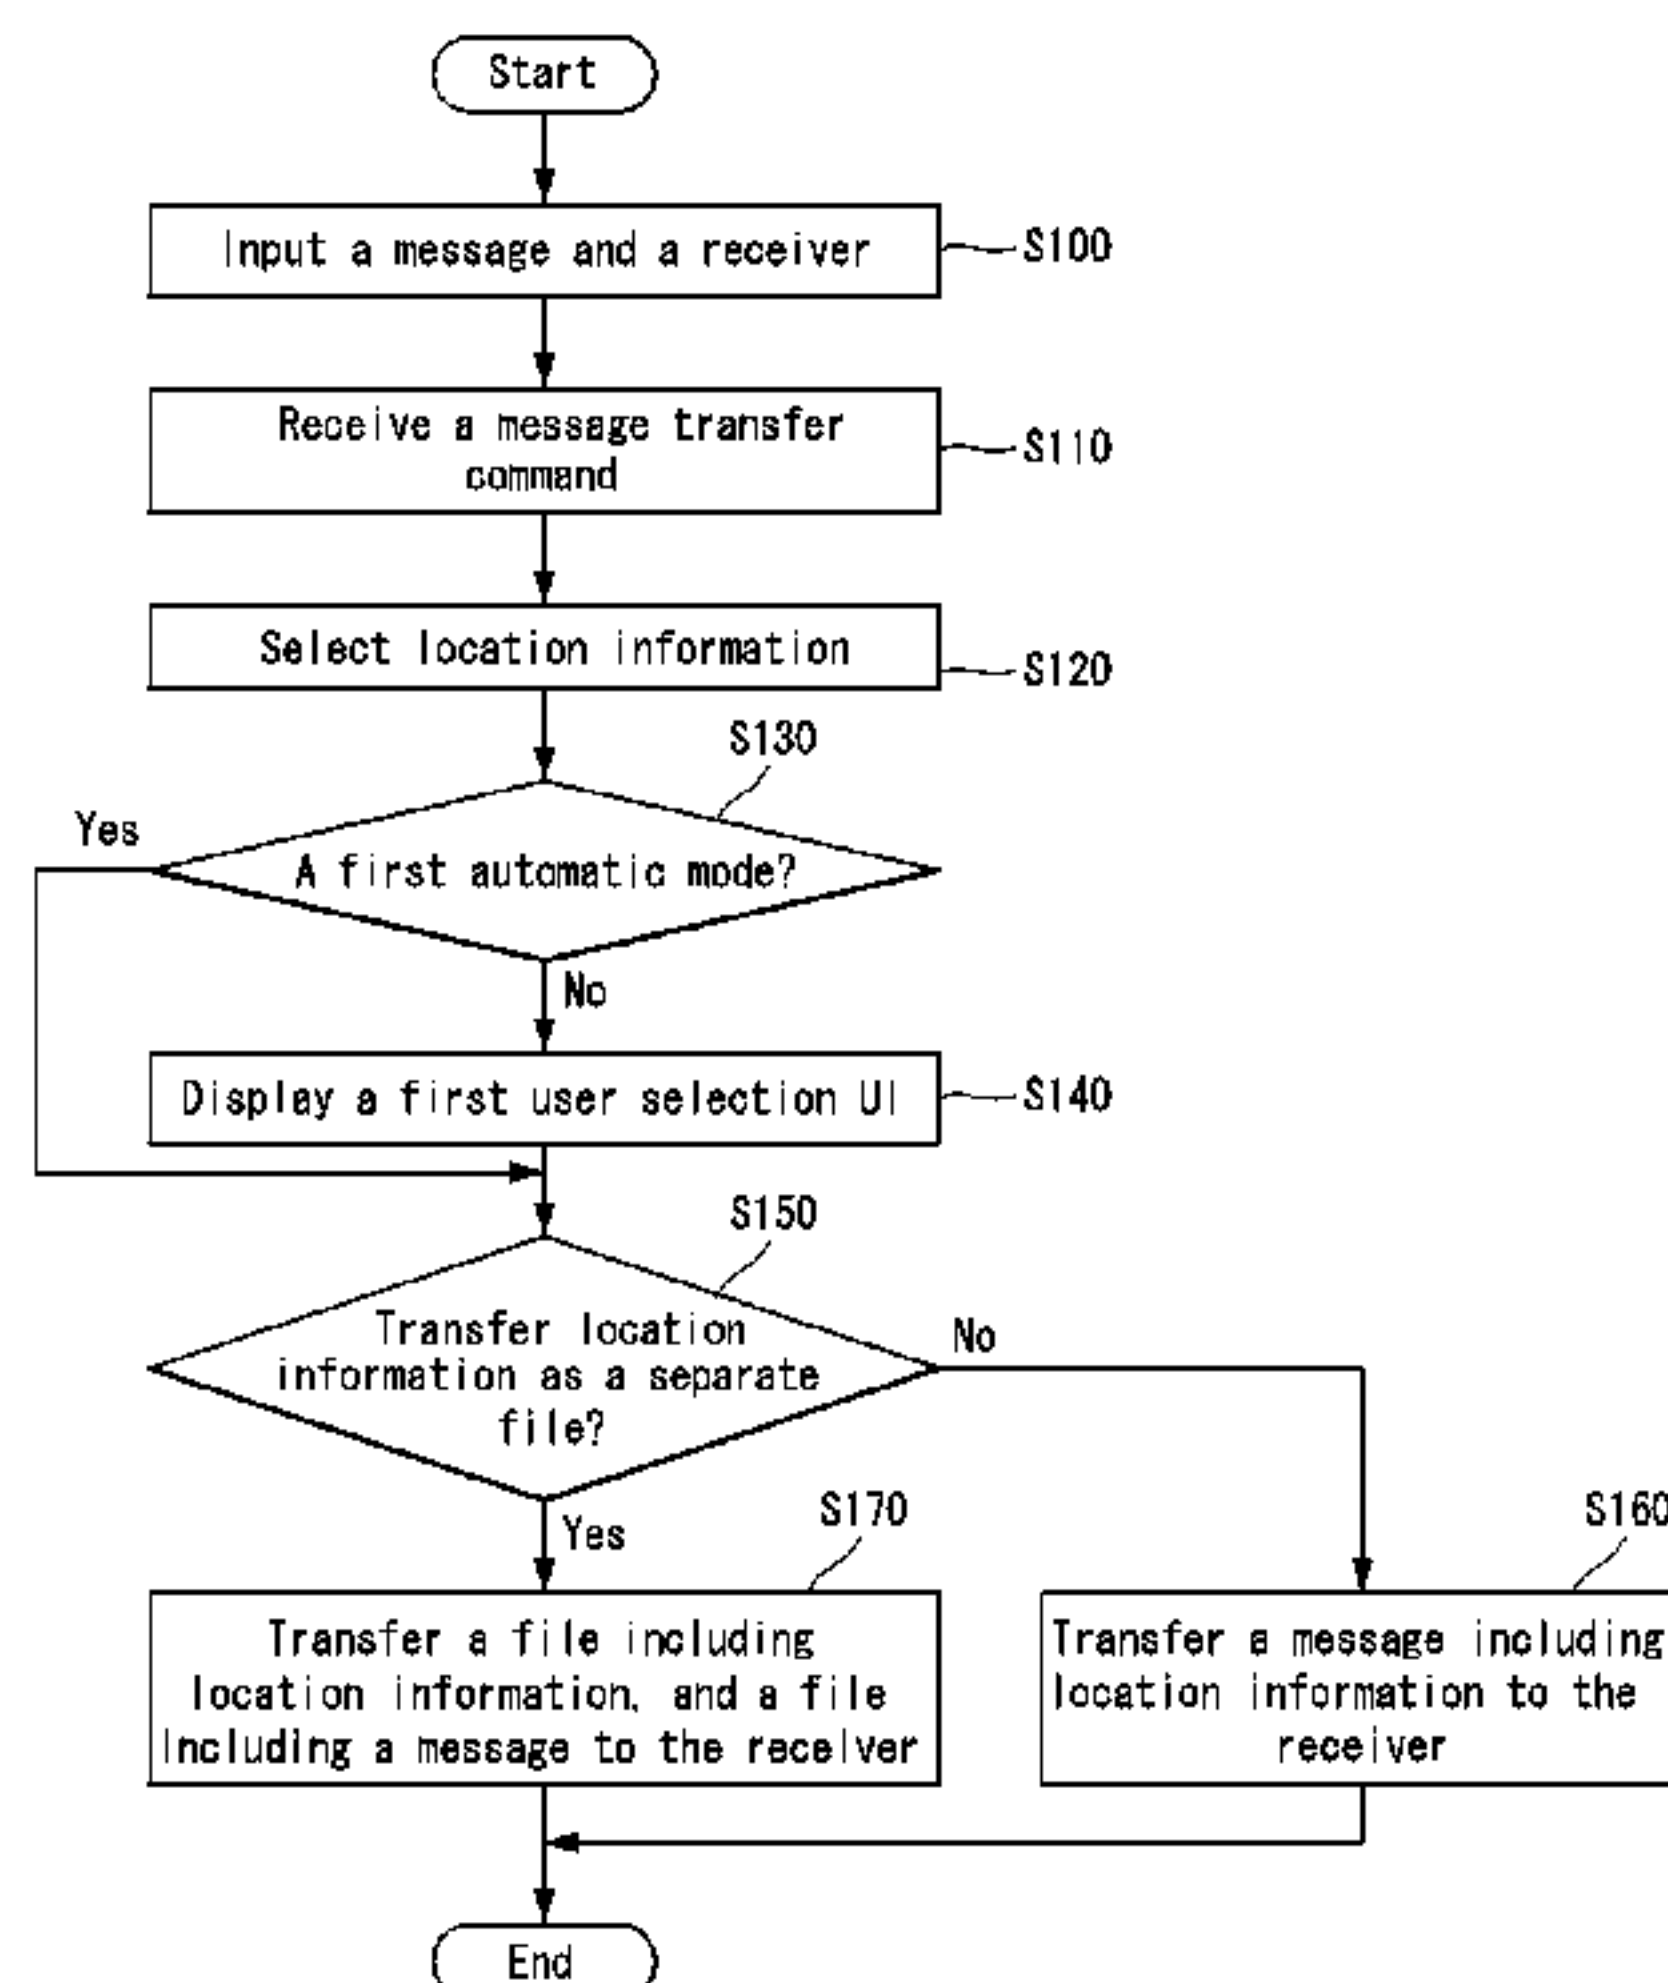 Start
Input a message and a receiver
S100
Receive a message transfer
command
S110
Select location information
S120
S130
Yes
A first automatic mode?
No
Display a first user selection UI
S140
S150
Transfer location
information as a separate
file?
No
Yes
S170
S160
Transfer a file including
location information, and a file
including a message to the receiver
Transfer a message including
location information to the
receiver
End